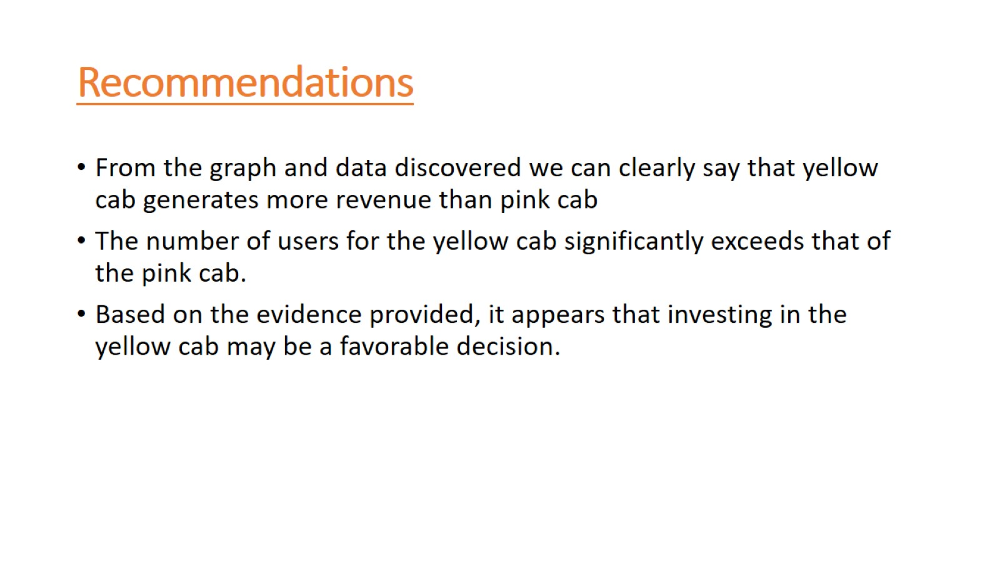 Recommendations
• From the graph and data discovered we can clearly say that yellow
cab generates more revenue than pink cab
• The number of users for the yellow cab significantly exceeds that of
the pink cab.
• Based on the evidence provided, it appears that investing in the
yellow cab may be a favorable decision.